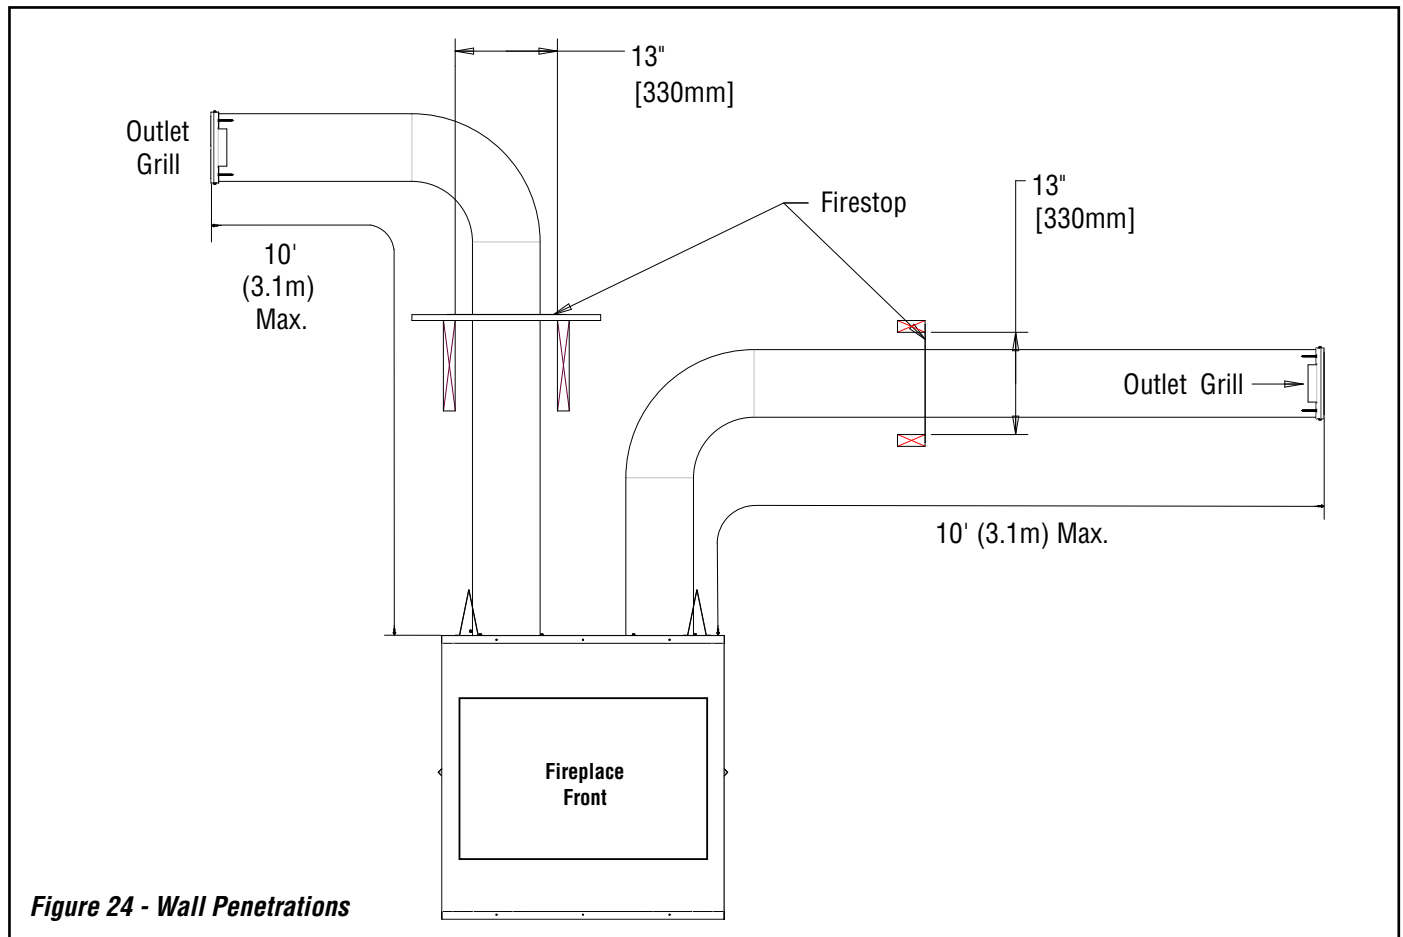 13"
[330mm]
Outlet
Grill
Firestop
13"
[330mm]
10'
(3.1m)
Max.
Outlet Grill
10' (3.1m) Max.
Fireplace
Front
Figure 24 - Wall Penetrations